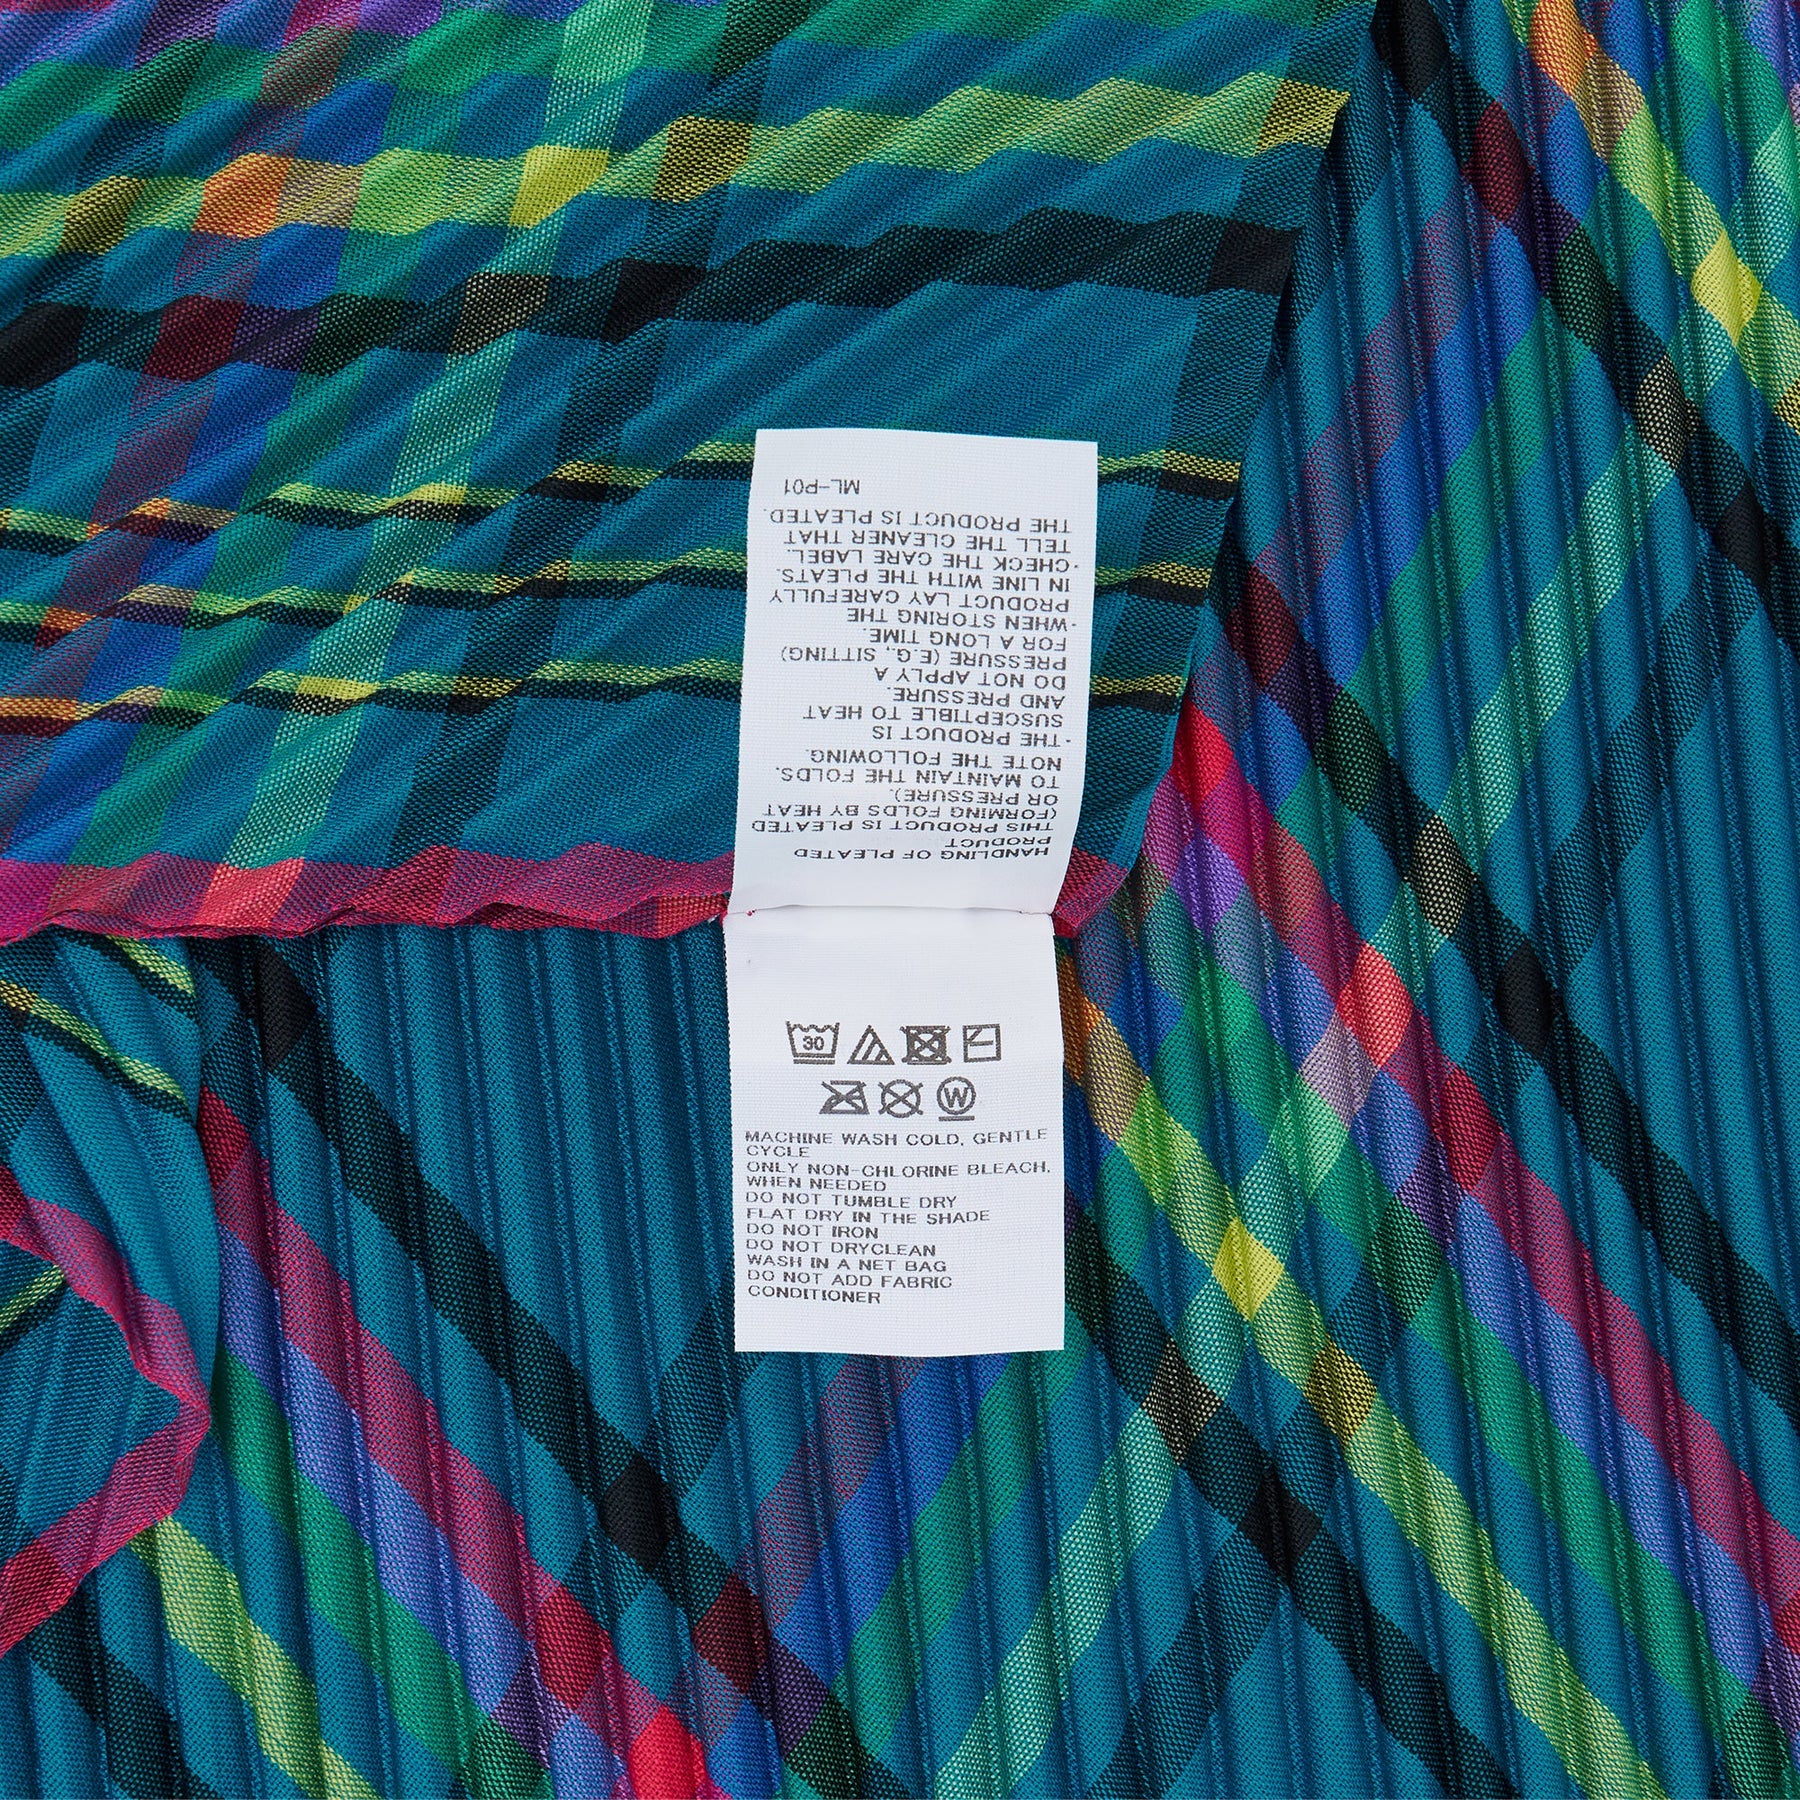 HANDLING OF PLEATED
PRODUCT
THIS PRODUCT IS PLEATED
(FORMING FOLDS BY HEAT
OR PRESSURE).
TO MAINTAIN THE FOLDS.
NOTE THE FOLLOWING.
·THE PRODUCT IS
SUSCEPTIBLE TO HEAT
AND PRESSURE.
DO NOT APPLY A
PRESSURE (E.G., SITTING)
FOR A LONG TIME.
·WHEN STORING THE
PRODUCT LAY CAREFULLY
IN LINE WITH THE PLEATS.
·CHECK THE CARE LABEL.
TELL THE CLEANER THAT
THE PRODUCT IS PLEATED.
ML-P01
30
W
MACHINE WASH COLD, GENTLE
CYCLE
ONLY NON-CHLORINE BLEACH,
WHEN NEEDED
DO NOT TUMBLE DRY
FLAT DRY IN THE SHADE
DO NOT IRON
DO NOT DRYCLEAN
WASH IN A NET BAG
DO NOT ADD FABRIC
CONDITIONER